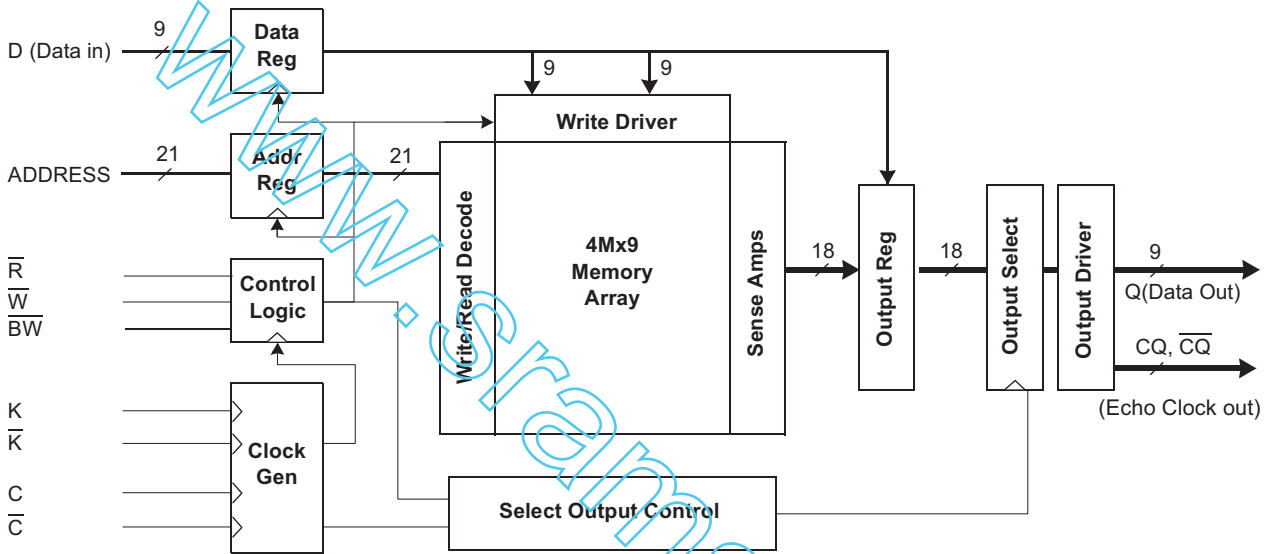 D (Data in)
9
Data
Reg
9
9
Write Driver
ADDRESS
21
Addr
Reg
21
Write/Read Decode
4Mx9
Memory
Array
Sense Amps
18
Output Reg
18
Output Select
Output Driver
9
Q(Data Out)
CQ, C̅Q̅
(Echo Clock out)
R̅
W̅
B̅W̅
Control
Logic
K
K̅
C
C̅
Clock
Gen
Select Output Control
www.sram